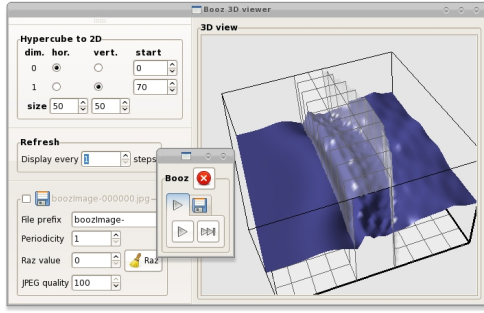 Booz 3D viewer
Hypercube to 2D
dim. hor. vert. start
0 0
1 70
size 50 50
Refresh
Display every 1 steps
boozImage-000000.jpg
File prefix boozImage-
Periodicity 1
Raz value 0 Raz
JPEG quality 100
Booz
3D view